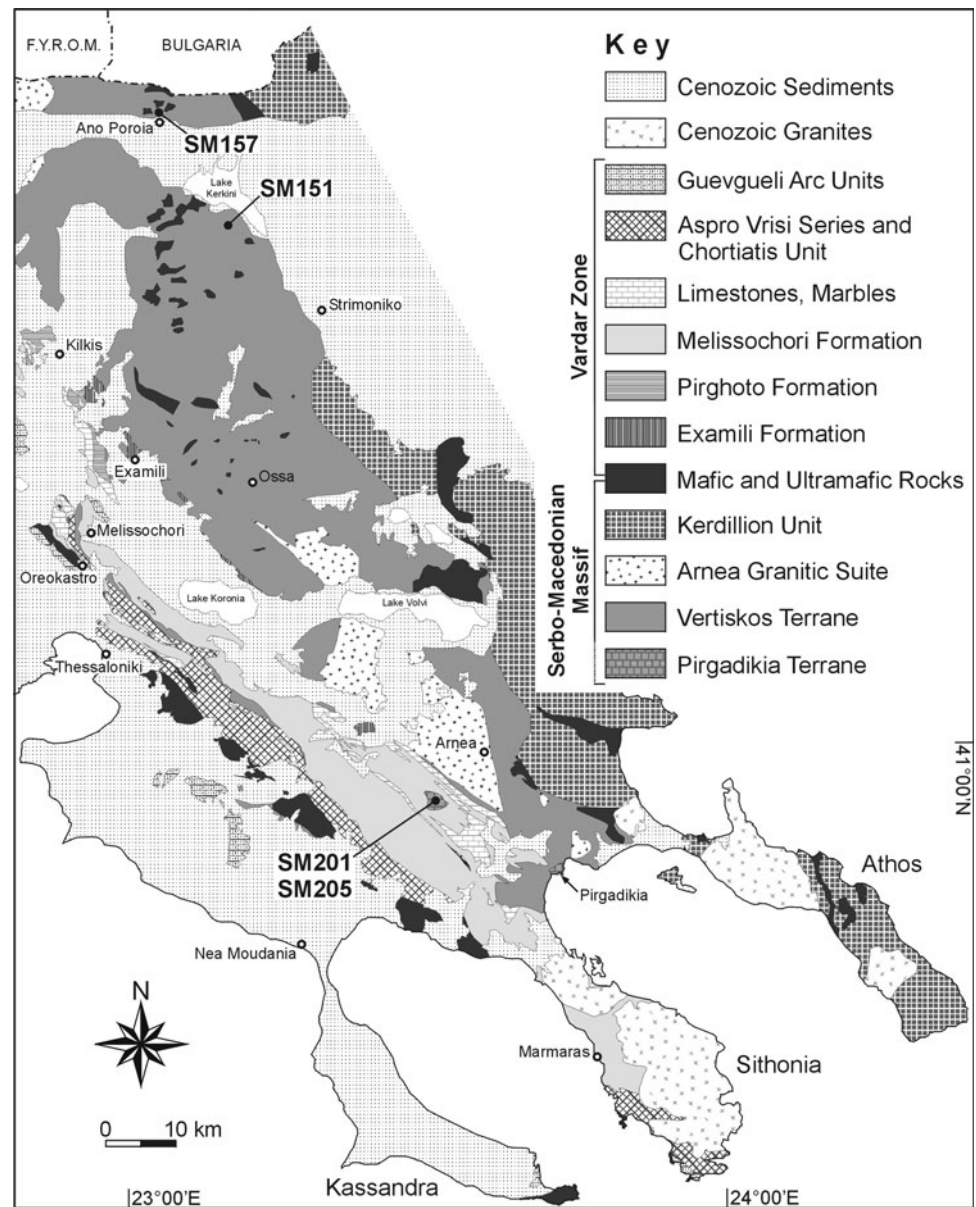 F.Y.R.O.M.
BULGARIA
Ano Poroia
SM157
Lake
Kerkini
SM151
Strimoniko
Kilkis
Examili
Ossa
Melissochori
Oreokastro
Lake Koronia
Lake Volvi
Thessaloniki
Arnea
SM201
SM205
Pirgadikia
Athos
Nea Moudania
Marmaras
Sithonia
Kassandra
N
0 10 km
23°00'E
24°00'E
41°00'N
Key
Cenozoic Sediments
Cenozoic Granites
Vardar Zone
Guevgueli Arc Units
Aspro Vrisi Series and
Chortiatis Unit
Limestones, Marbles
Melissochori Formation
Pirghoto Formation
Examili Formation
Mafic and Ultramafic Rocks
Serbo-Macedonian
Massif
Kerdillion Unit
Arnea Granitic Suite
Vertiskos Terrane
Pirgadikia Terrane